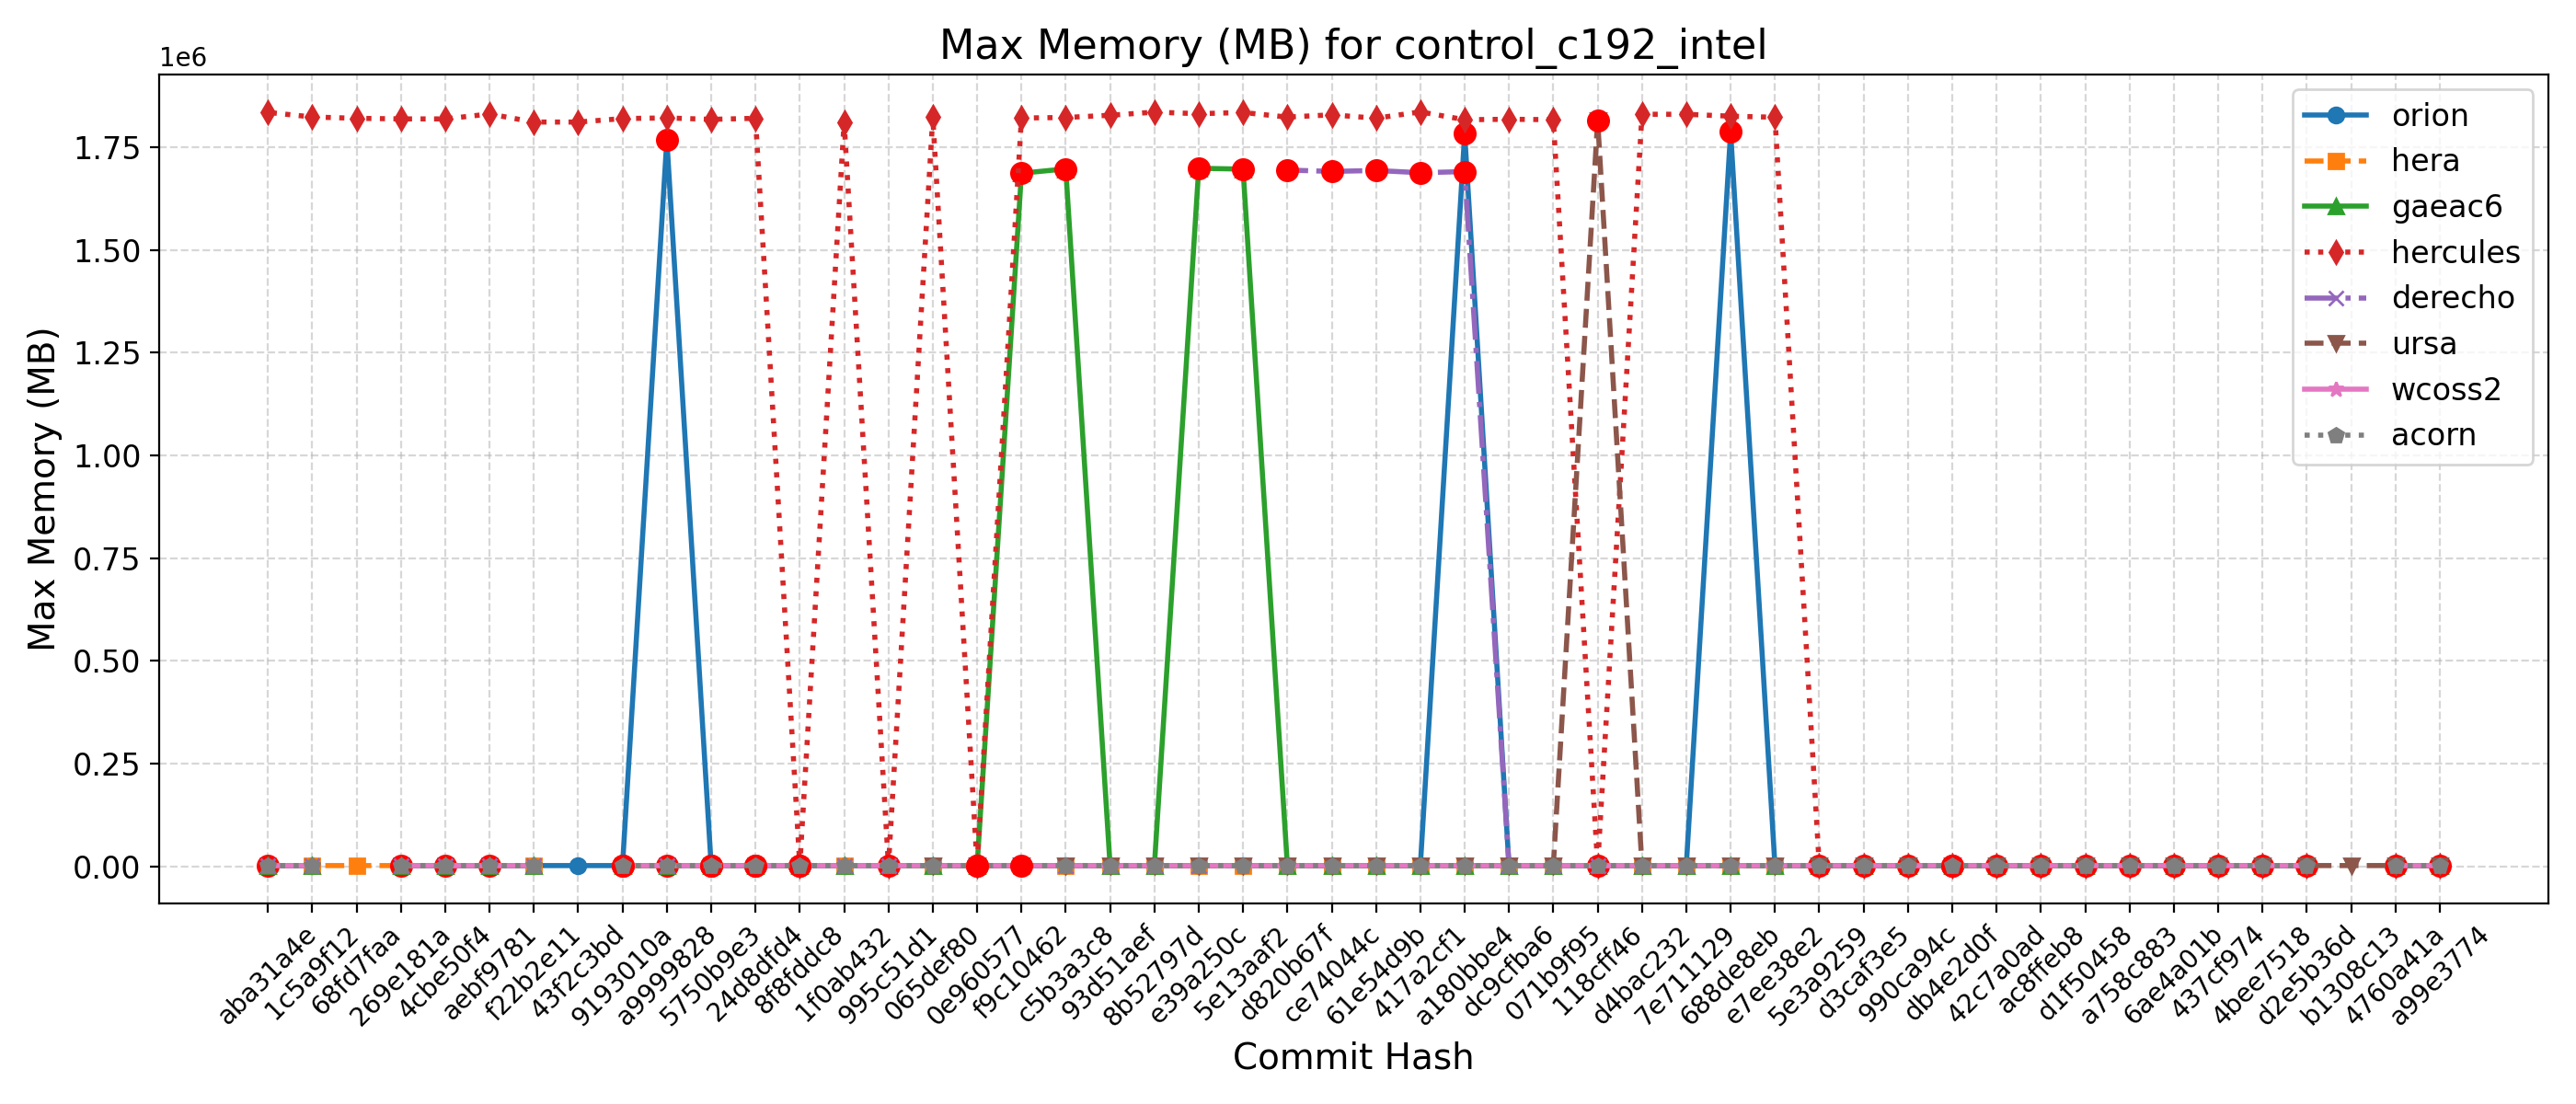 Max Memory (MB) for control_c192_intel
1e6
1.75
1.50
1.25
1.00
0.75
0.50
0.25
0.00
Max Memory (MB)
orion
hera
gaeac6
hercules
derecho
ursa
wcoss2
acorn
aba31a4e
1c5a9f12
68fd7faa
269e181a
4cbe50f4
aebf9781
f22b2e11
43f2c3bd
9193010a
a9999828
5750b9e3
24d8dfd4
8f8fddc8
1f0ab432
995c51d1
065def80
0e960577
f9c10462
c5b3a3c8
93d51aef
8b52797d
e39a250c
5e13aaf2
d820b67f
ce74044c
61e54d9b
417a2cf1
a180bbe4
dc9cfba6
071b9f95
118cff46
d4bac232
7e711129
688de8eb
e7ee38e2
5e3a9259
d3caf3e5
990ca94c
db4e2d0f
42c7a0ad
ac8ffeb8
d1f50458
a758c883
6ae4a01b
437cf974
4bee7518
d2e5b36d
b1308c13
4760a41a
a99e3774
Commit Hash